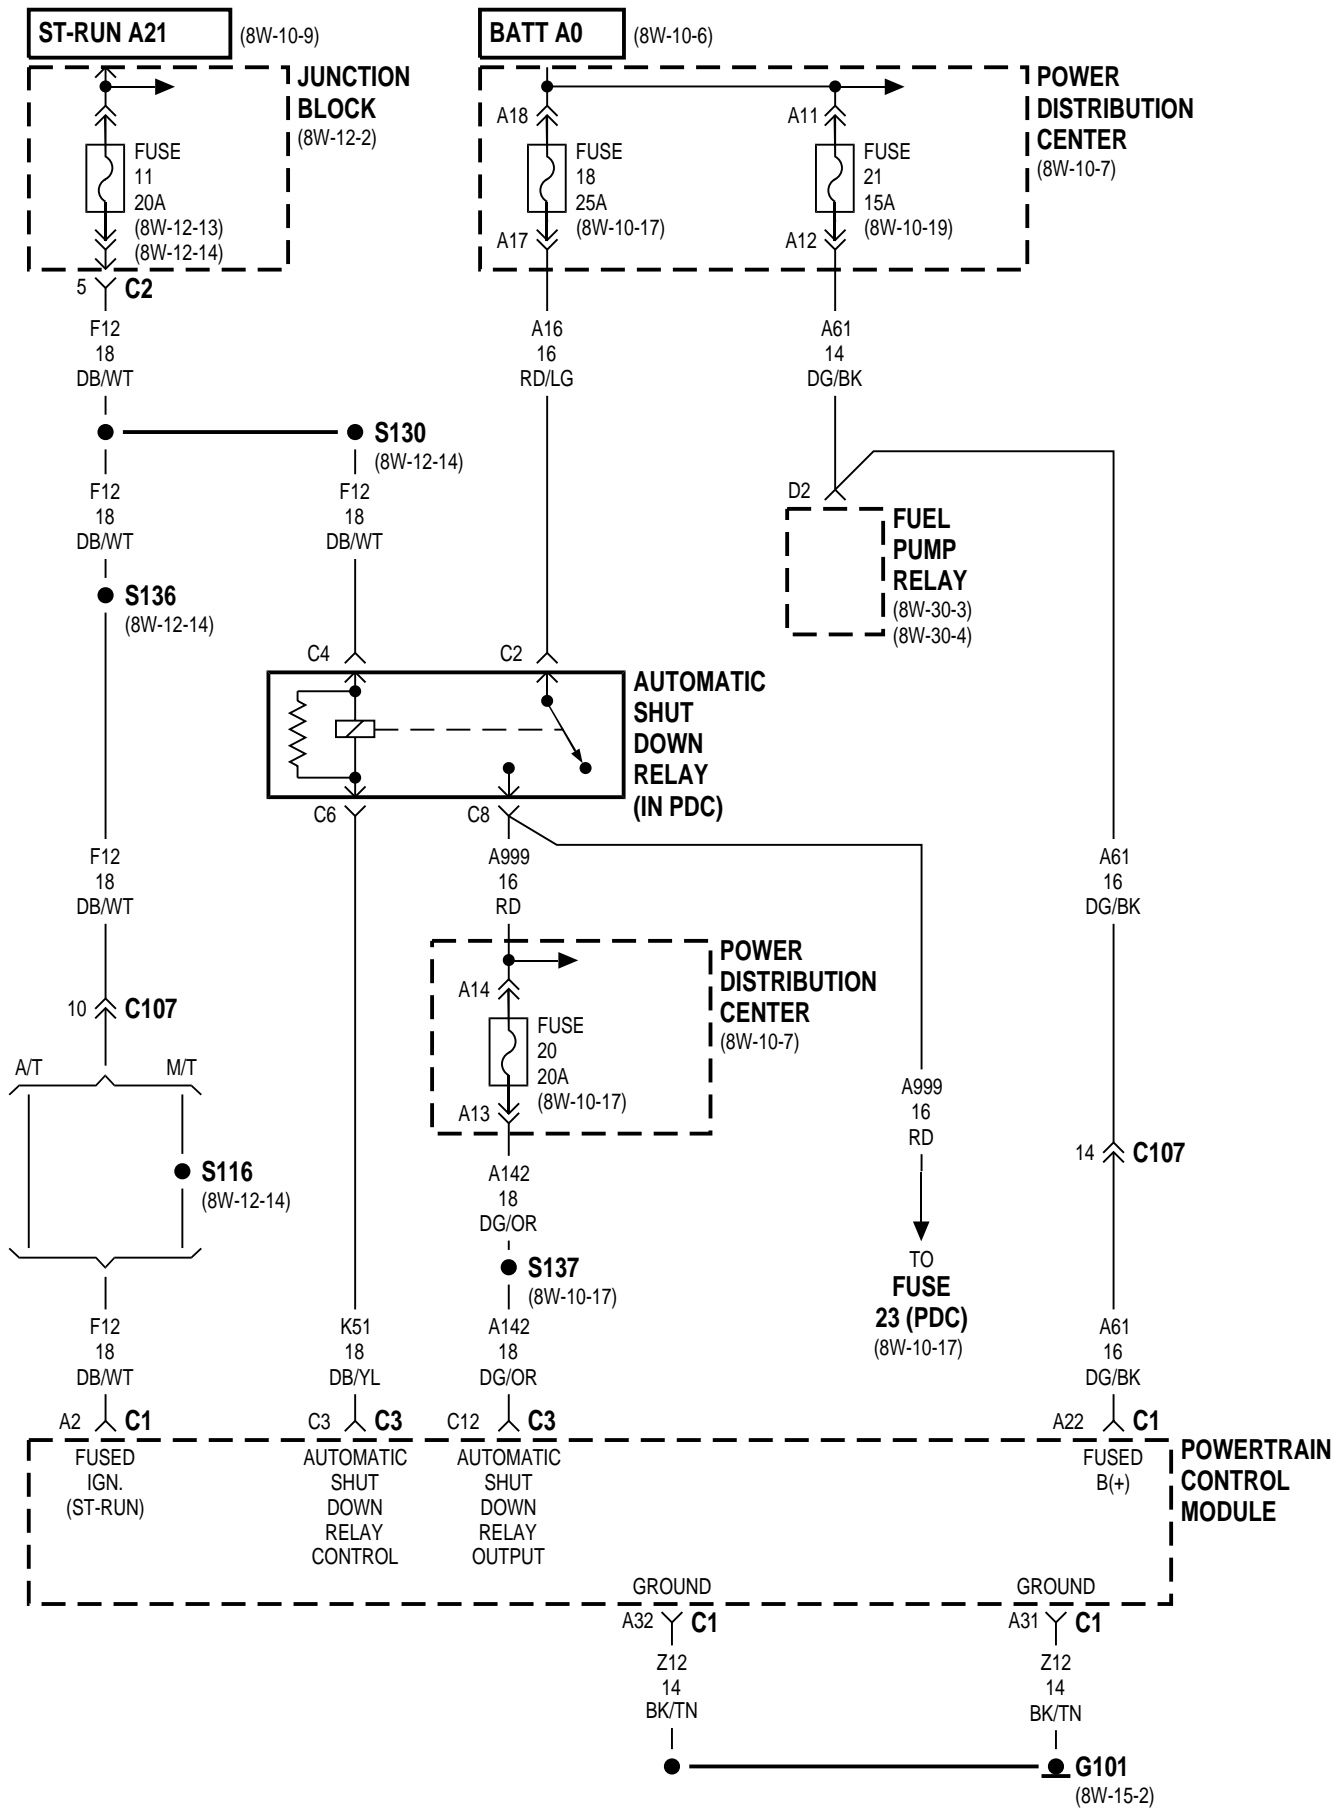 ST-RUN A21
(8W-10-9)
BATT A0
(8W-10-6)
JUNCTION
BLOCK
(8W-12-2)
FUSE
11
20A
(8W-12-13)
(8W-12-14)
5
C2
POWER
DISTRIBUTION
CENTER
(8W-10-7)
A18
FUSE
18
25A
(8W-10-17)
A17
A11
FUSE
21
15A
(8W-10-19)
A12
F12
18
DB/WT
A16
16
RD/LG
A61
14
DG/BK
S130
(8W-12-14)
F12
18
DB/WT
F12
18
DB/WT
D2
FUEL
PUMP
RELAY
(8W-30-3)
(8W-30-4)
S136
(8W-12-14)
C4
C2
AUTOMATIC
SHUT
DOWN
RELAY
(IN PDC)
C6
C8
F12
18
DB/WT
A999
16
RD
A61
16
DG/BK
POWER
DISTRIBUTION
CENTER
(8W-10-7)
A14
FUSE
20
20A
(8W-10-17)
A13
10
C107
A/T
M/T
A999
16
RD
14
C107
S116
(8W-12-14)
A142
18
DG/OR
S137
(8W-10-17)
TO
FUSE
23 (PDC)
(8W-10-17)
F12
18
DB/WT
K51
18
DB/YL
A142
18
DG/OR
A61
16
DG/BK
A2
C1
C3
C3
C12
C3
A22
C1
FUSED
IGN.
(ST-RUN)
AUTOMATIC
SHUT
DOWN
RELAY
CONTROL
AUTOMATIC
SHUT
DOWN
RELAY
OUTPUT
FUSED
B(+)
POWERTRAIN
CONTROL
MODULE
GROUND
GROUND
A32
C1
A31
C1
Z12
14
BK/TN
Z12
14
BK/TN
G101
(8W-15-2)